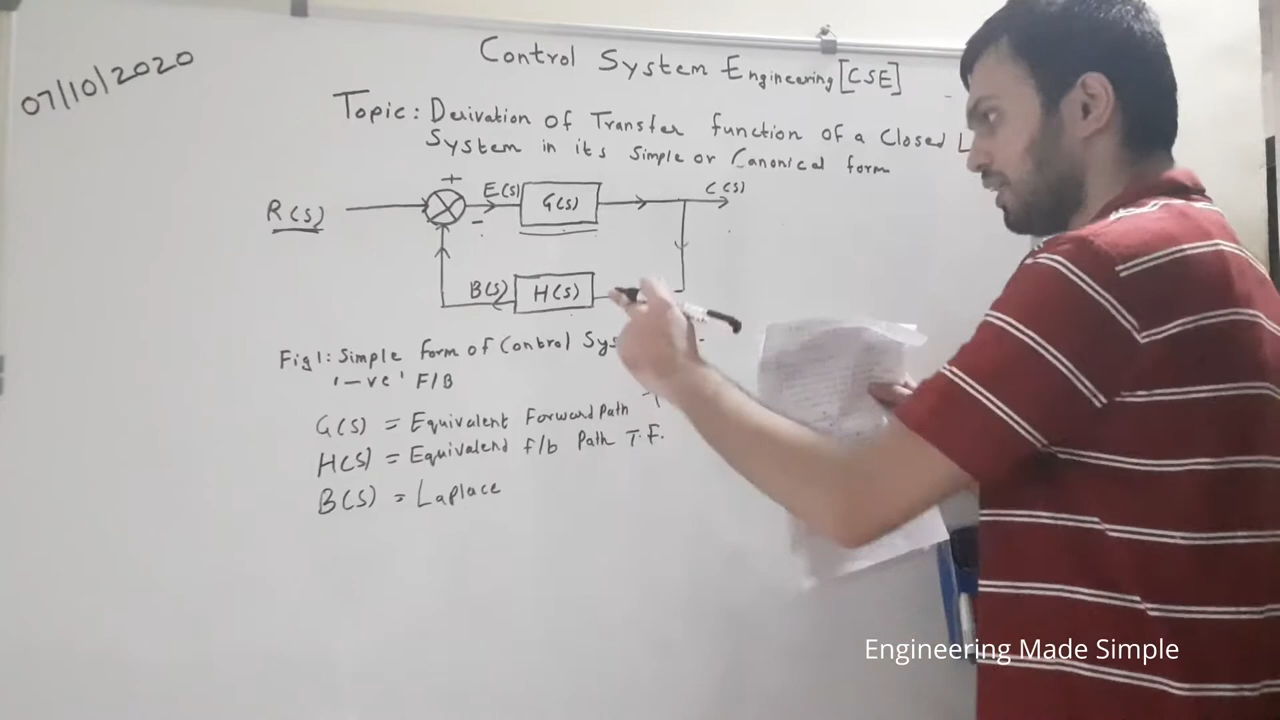 07/10/2020
Control System Engineering [CSE]
Topic: Derivation of Transfer function of a Closed L
System in its Simple or Canonical form
+
E(s)
G(s)
C(s)
R(s)
-
B(s)
H(s)
Fig 1: Simple form of Control Sys
'-ve' F/B
G(s) = Equivalent Forward Path T
H(s) = Equivalent f/b Path T.F.
B(s) = Laplace
Engineering Made Simple